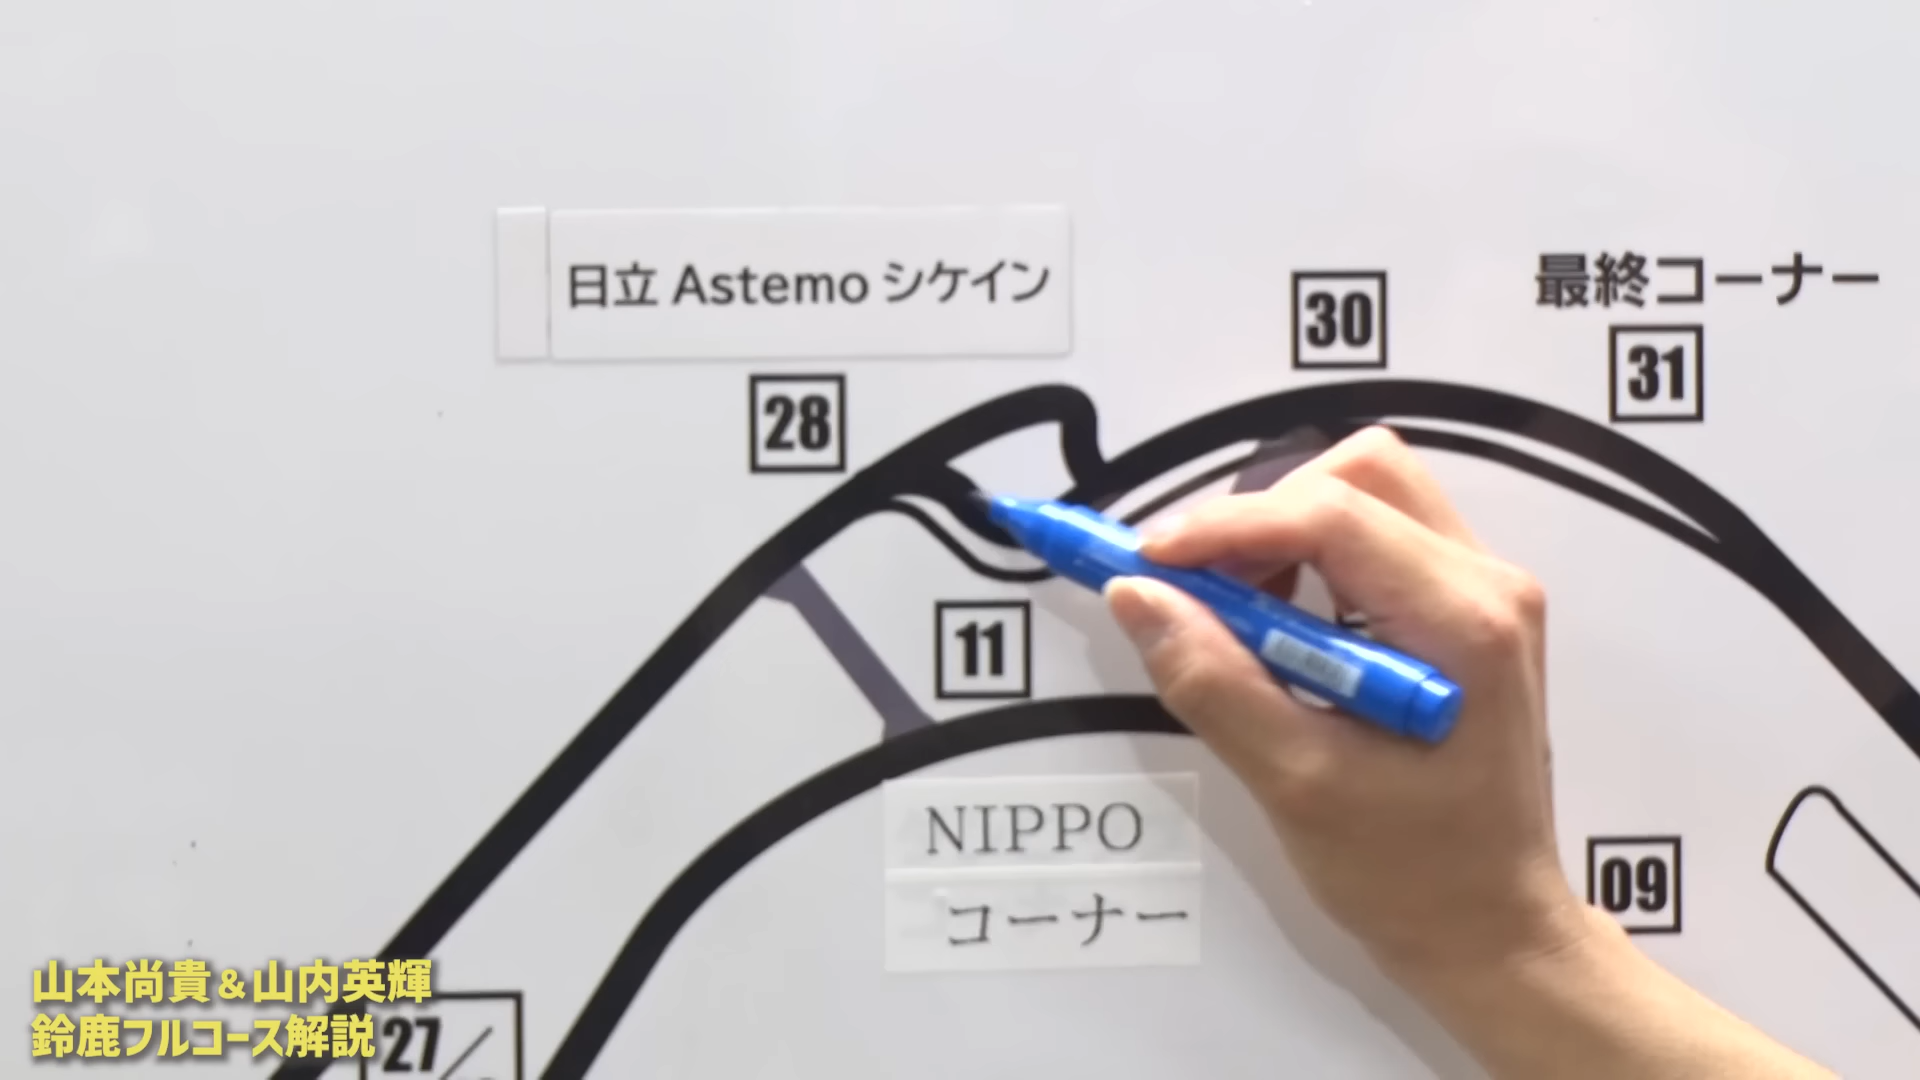 日立 Astemo シケイン
最終コーナー
30
31
28
11
NIPPO
コーナー
09
27/
山本尚貴&山内英輝
鈴鹿フルコース解説